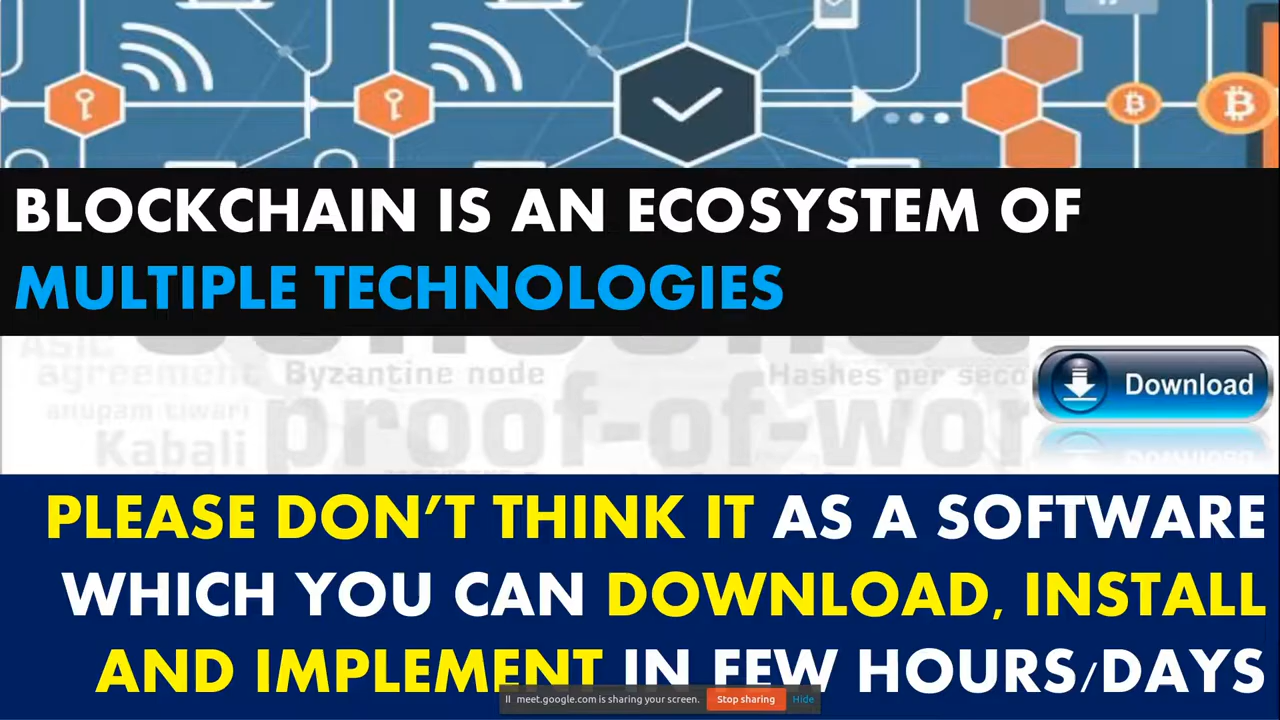 BLOCKCHAIN IS AN ECOSYSTEM OF
MULTIPLE TECHNOLOGIES
agreement Byzantine node Hashes per seco
Download
anupam tiwari
proof-of-wor
Kabali
PLEASE DON'T THINK IT AS A SOFTWARE
WHICH YOU CAN DOWNLOAD, INSTALL
AND IMPLEMENT IN FEW HOURS/DAYS
meet.google.com is sharing your screen. Stop sharing Hide